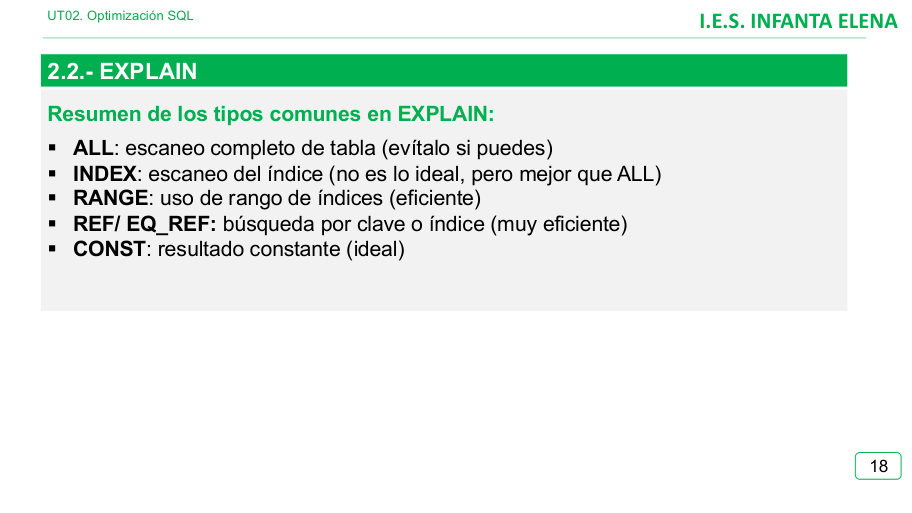 UT02. Optimización SQL
I.E.S. INFANTA ELENA
2.2.- EXPLAIN
Resumen de los tipos comunes en EXPLAIN:
▪ ALL: escaneo completo de tabla (evítalo si puedes)
▪ INDEX: escaneo del índice (no es lo ideal, pero mejor que ALL)
▪ RANGE: uso de rango de índices (eficiente)
▪ REF/ EQ_REF: búsqueda por clave o índice (muy eficiente)
▪ CONST: resultado constante (ideal)
18